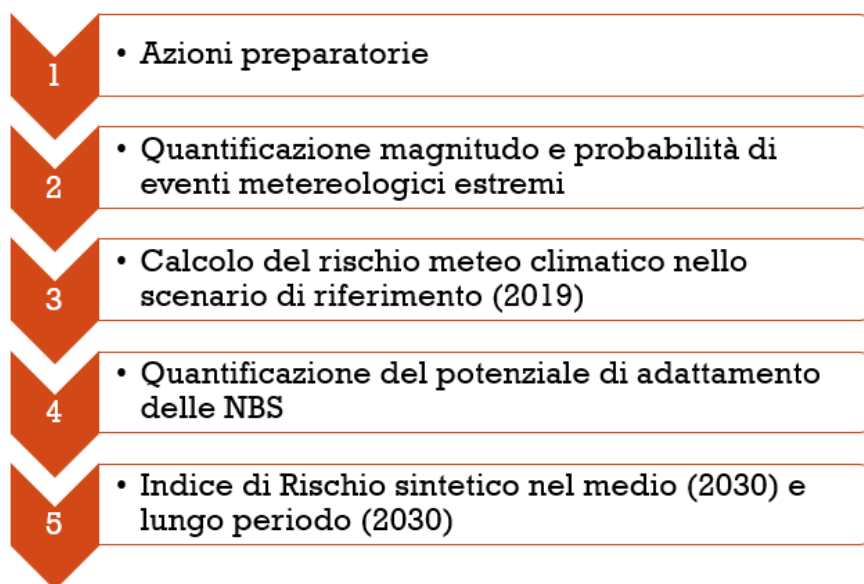 1
• Azioni preparatorie
2
• Quantificazione magnitudo e probabilità di
eventi metereologici estremi
3
• Calcolo del rischio meteo climatico nello
scenario di riferimento (2019)
4
• Quantificazione del potenziale di adattamento
delle NBS
5
• Indice di Rischio sintetico nel medio (2030) e
lungo periodo (2030)